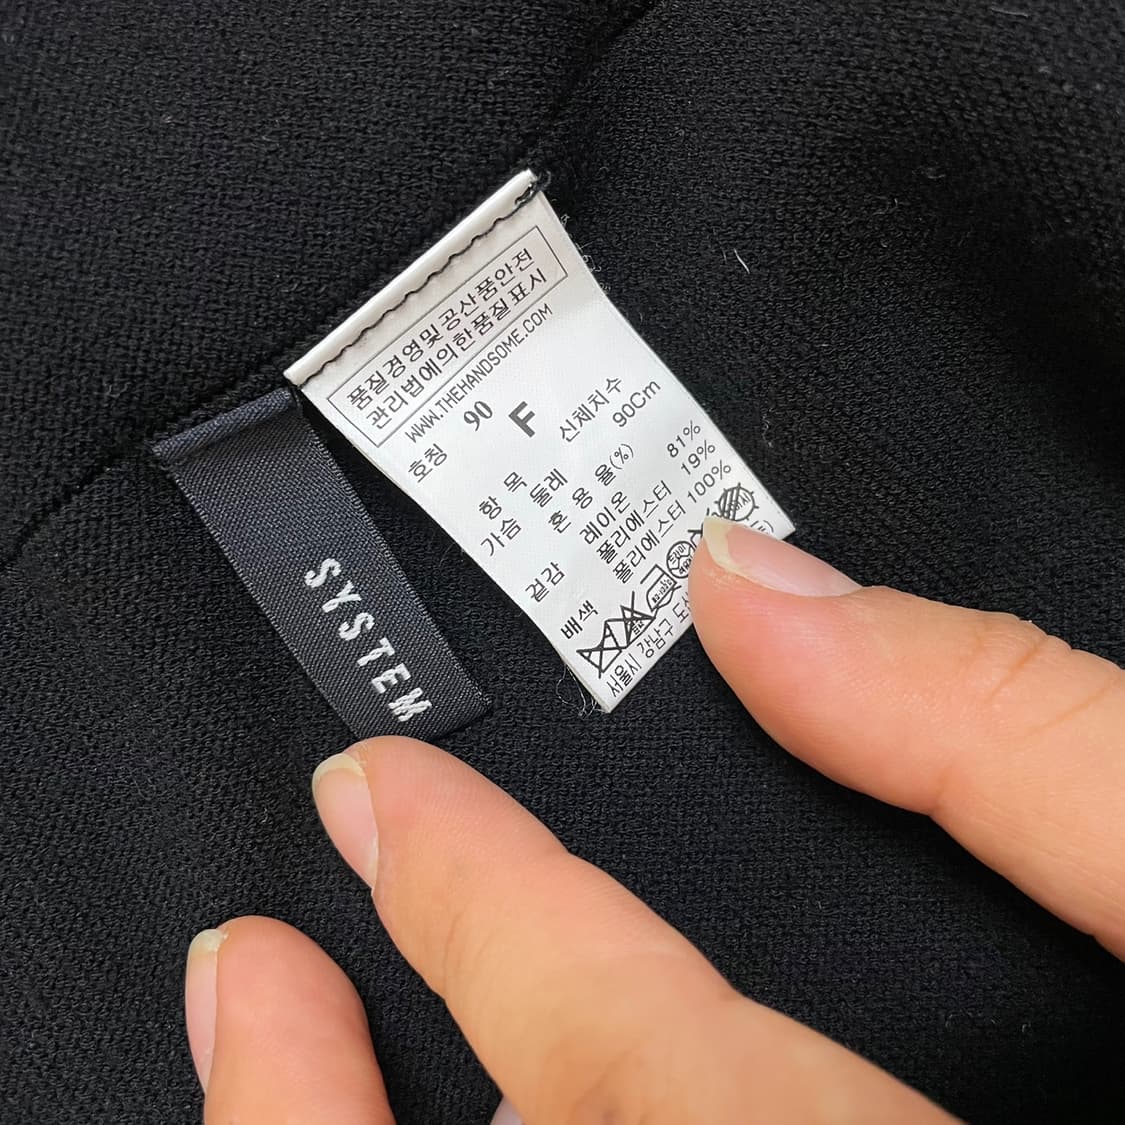 품질경영및공산품안전
관리법에의한품질표시
WWW.THEHANDSOME.COM
호칭 90 F
항 목 신체치수
가슴 둘레 90Cm
혼 용 율(%)
겉감 레이온 81%
폴리에스터 19%
배색 폴리에스터 100%
서울시 강남구
SYSTEM